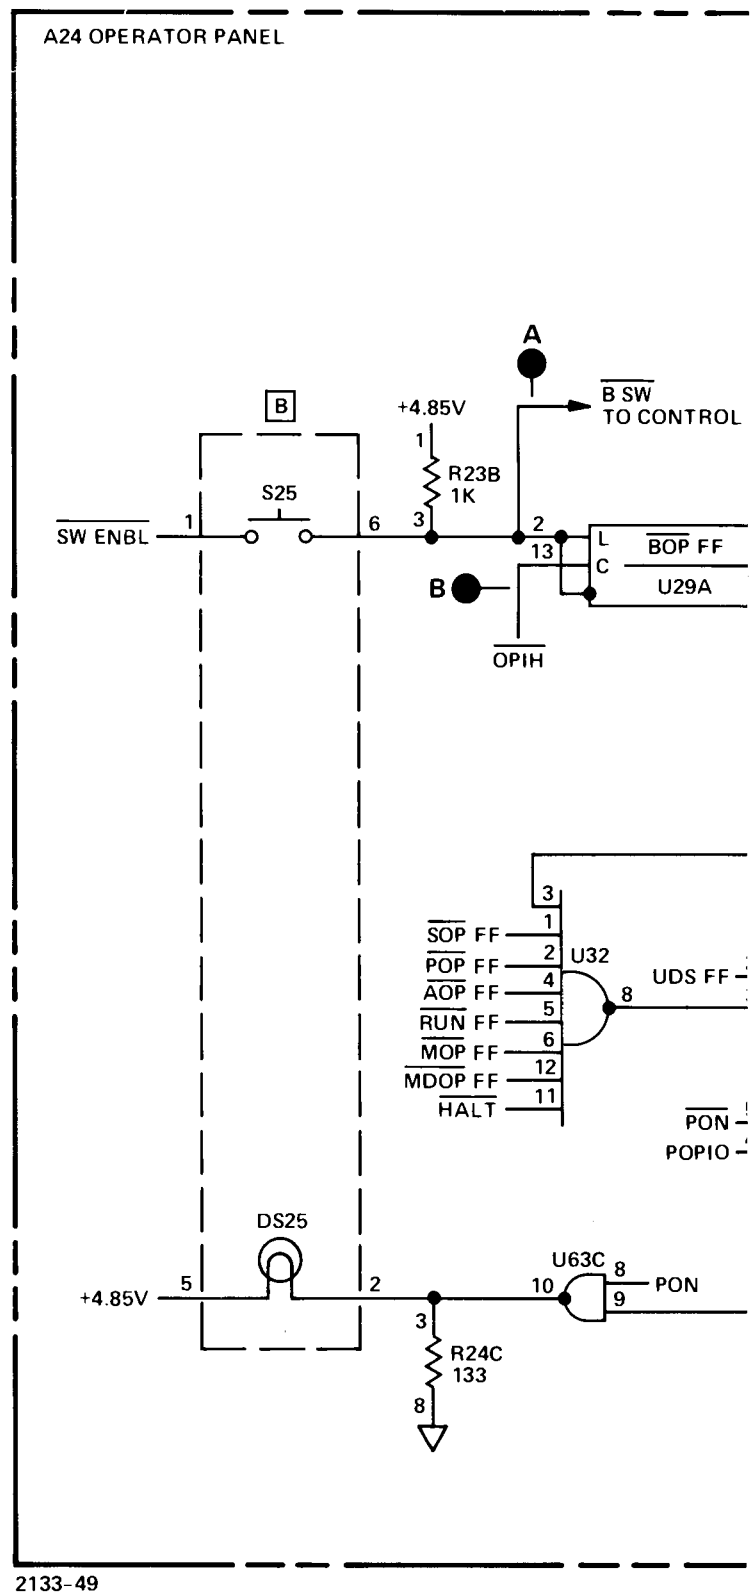 A24 OPERATOR PANEL
A
B
+4.85V
B SW
TO CONTROL
1
R23B
1K
S25
SW ENBL
1
6
3
2
L
BOP FF
13
C
B
U29A
OPIH
3
1
SOP FF
2
U32
POP FF
4
UDS FF
AOP FF
5
8
RUN FF
6
MOP FF
12
MDOP FF
11
HALT
PON
POPIO
DS25
U63C
5
2
10
8
PON
+4.85V
9
3
R24C
133
8
2133-49